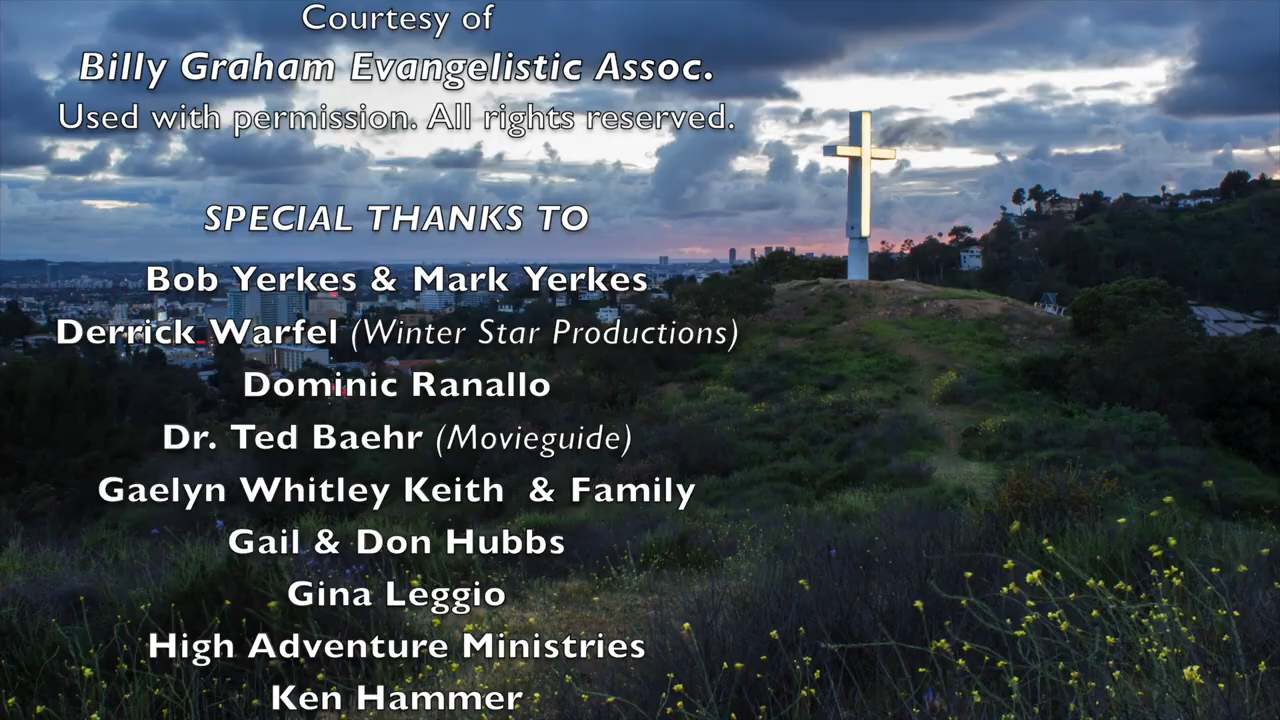 Courtesy of
Billy Graham Evangelistic Assoc.
Used with permission. All rights reserved.
SPECIAL THANKS TO
Bob Yerkes & Mark Yerkes
Derrick Warfel (Winter Star Productions)
Dominic Ranallo
Dr. Ted Baehr (Movieguide)
Gaelyn Whitley Keith & Family
Gail & Don Hubbs
Gina Leggio
High Adventure Ministries
Ken Hammer